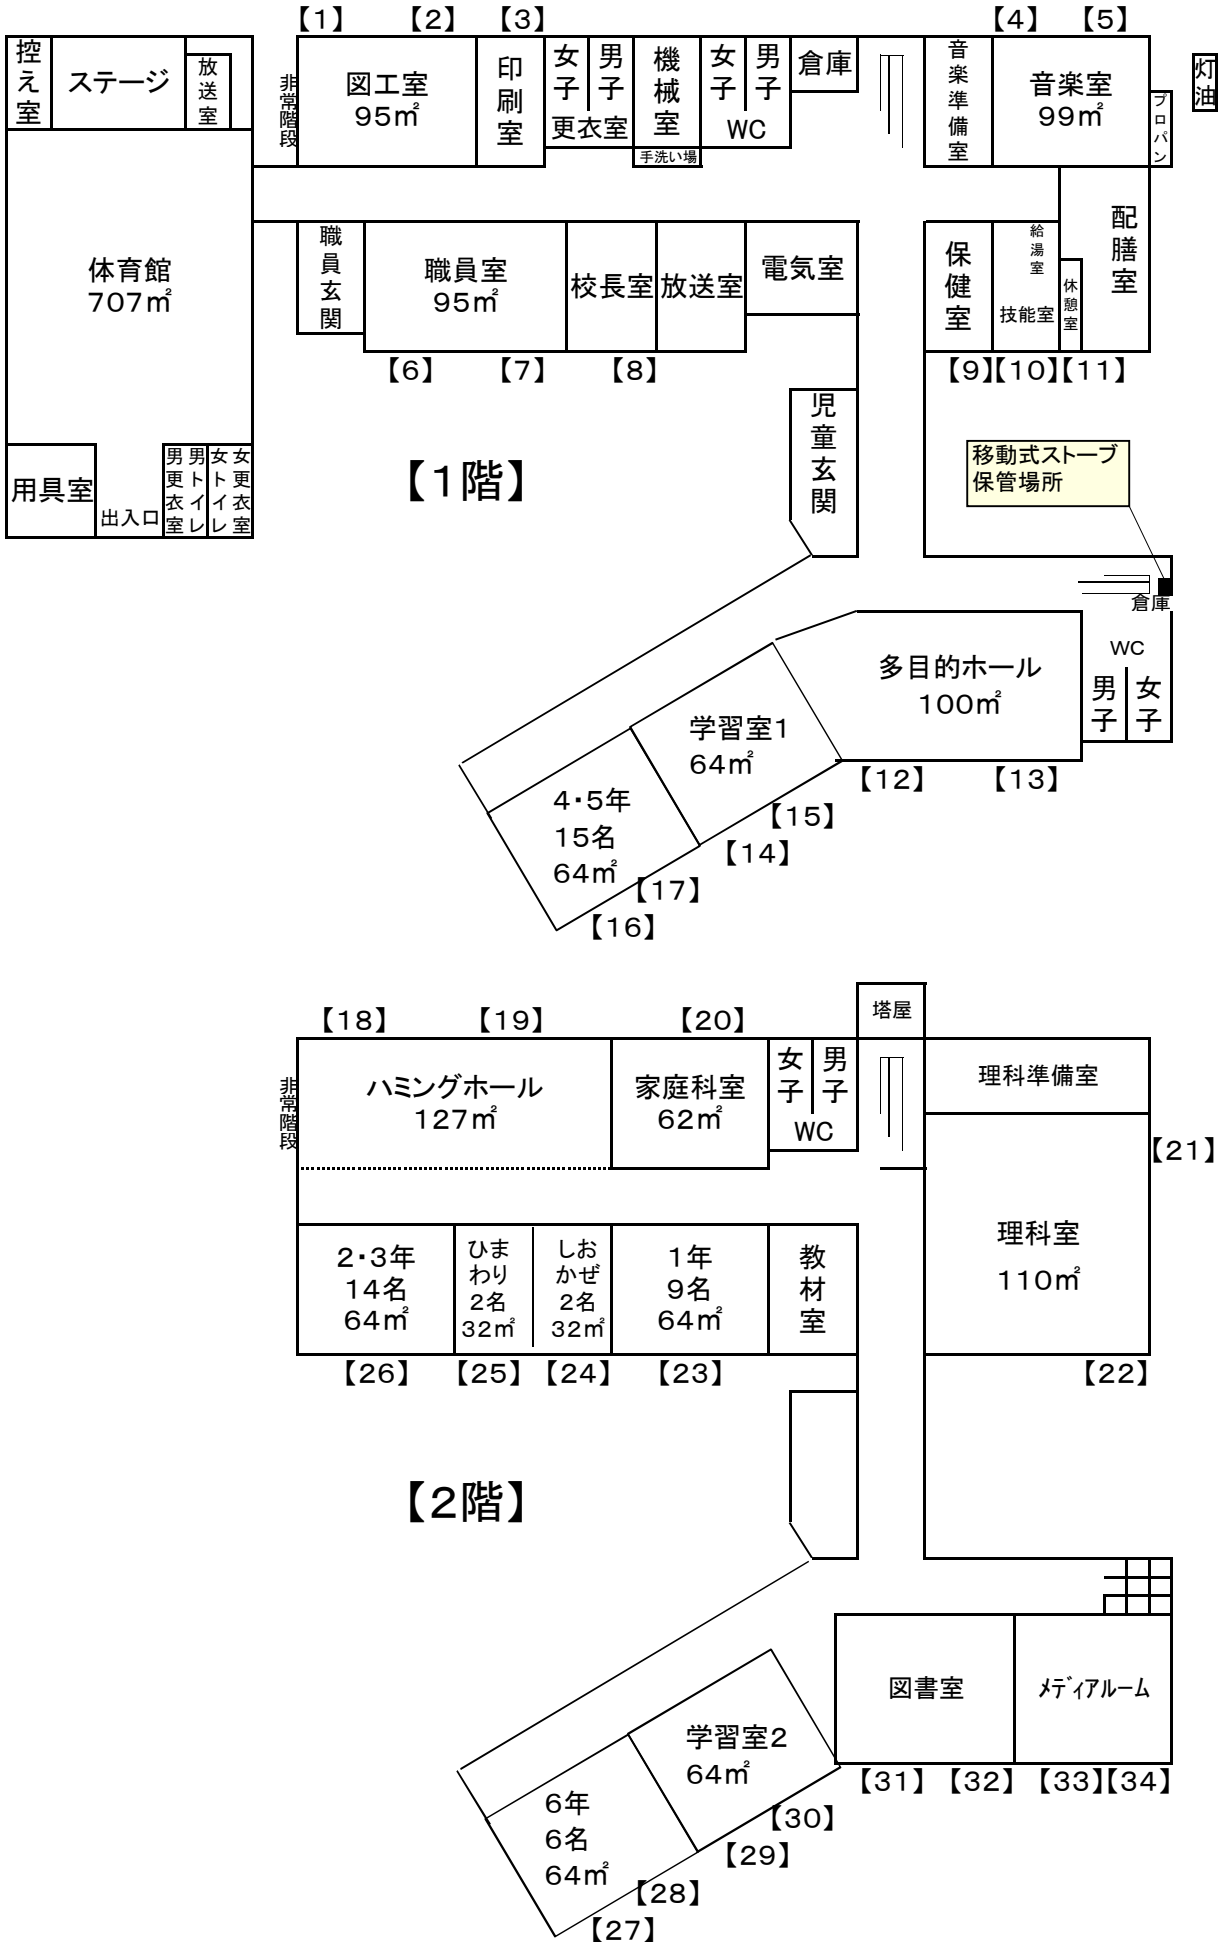 【１】
【２】
【３】
【４】
【５】
控え室
ステージ
放送室
非常階段
図工室
95㎡
印刷室
女子
男子
更衣室
機械室
手洗い場
女子
男子
WC
倉庫
音楽準備室
音楽室
99㎡
プロパン
灯油
体育館
707㎡
職員玄関
職員室
95㎡
校長室
放送室
電気室
保健室
給湯室
技能室
休憩室
配膳室
【６】
【７】
【８】
【９】
【10】
【11】
児童玄関
用具室
出入口
男更衣室
男トイレ
女トイレ
女更衣室
【１階】
移動式ストーブ
保管場所
倉庫
WC
男子
女子
多目的ホール
100㎡
学習室１
64㎡
4・5年
15名
64㎡
【12】
【13】
【15】
【14】
【17】
【16】
塔屋
【18】
【19】
【20】
非常階段
ハミングホール
127㎡
家庭科室
62㎡
女子
男子
WC
理科準備室
【21】
理科室
110㎡
2・3年
14名
64㎡
ひま
わり
2名
32㎡
しお
かぜ
2名
32㎡
1年
9名
64㎡
教材室
【26】
【25】
【24】
【23】
【22】
【２階】
図書室
ﾒﾃﾞｨｱﾙｰﾑ
学習室２
64㎡
6年
6名
64㎡
【31】
【32】
【33】
【34】
【30】
【29】
【28】
【27】